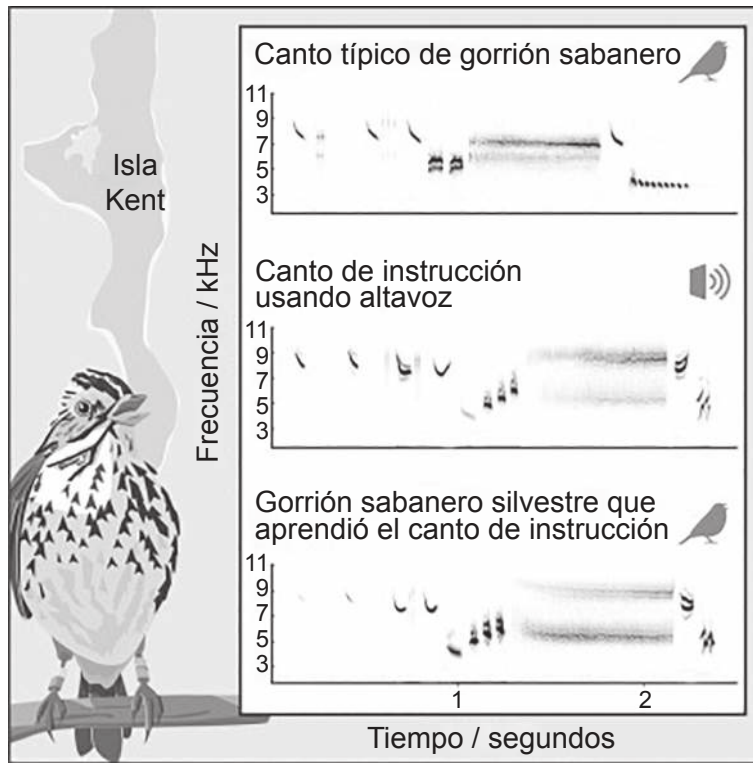 Isla
Kent
Frecuencia / kHz
Canto típico de gorrión sabanero
11
9
7
5
3
Canto de instrucción
usando altavoz
11
9
7
5
3
Gorrión sabanero silvestre que
aprendió el canto de instrucción
11
9
7
5
3
1 2
Tiempo / segundos